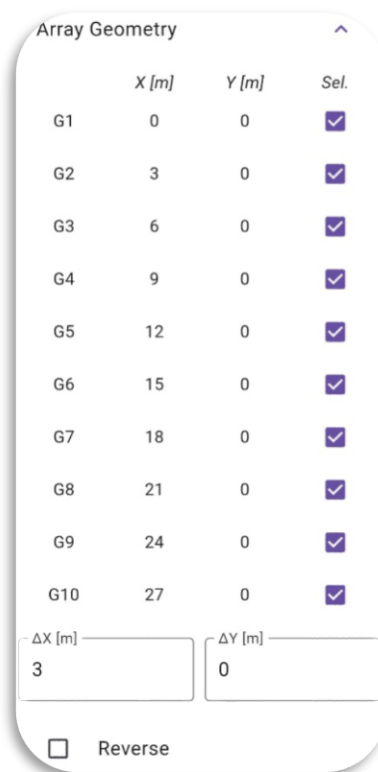 Array Geometry
X [m] Y [m] Sel.
G1 0 0
G2 3 0
G3 6 0
G4 9 0
G5 12 0
G6 15 0
G7 18 0
G8 21 0
G9 24 0
G10 27 0
ΔX [m] ΔY [m]
3 0
Reverse